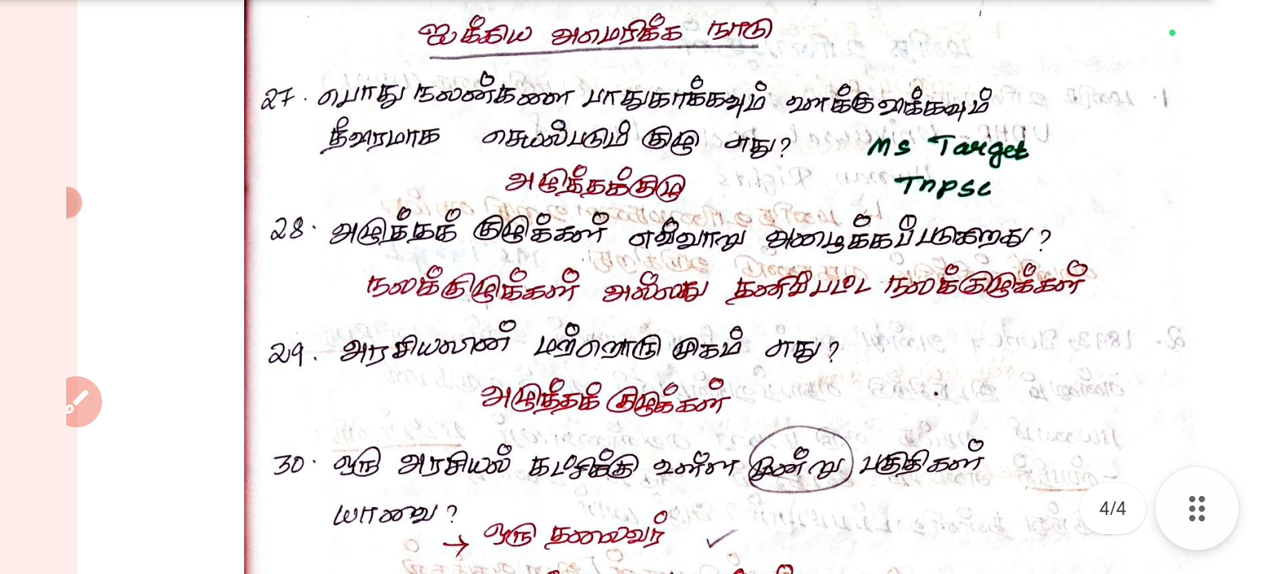 ஐக்கிய அமெரிக்க நாடு
27. பொது நலன்களை பாதுகாக்கவும் ஊக்குவிக்கவும்
தீவிரமாக செயல்படும் குழு எது?
Ms Target
அழுத்தக்குழு
Tnpsc
28. அழுத்தக் குழுக்கள் எவ்வாறு அழைக்கப்படுகிறது?
நலக்குழுக்கள் அல்லது தனிப்பட்ட நலக்குழுக்கள்
29. அரசியலின் மற்றொரு முகம் எது?
அழுத்தக் குழுக்கள்
30. ஒரு அரசியல் கட்சிக்கு உள்ள மூன்று பகுதிகள்
யாவை?
→ ஒரு தலைவர் ✓
4/4